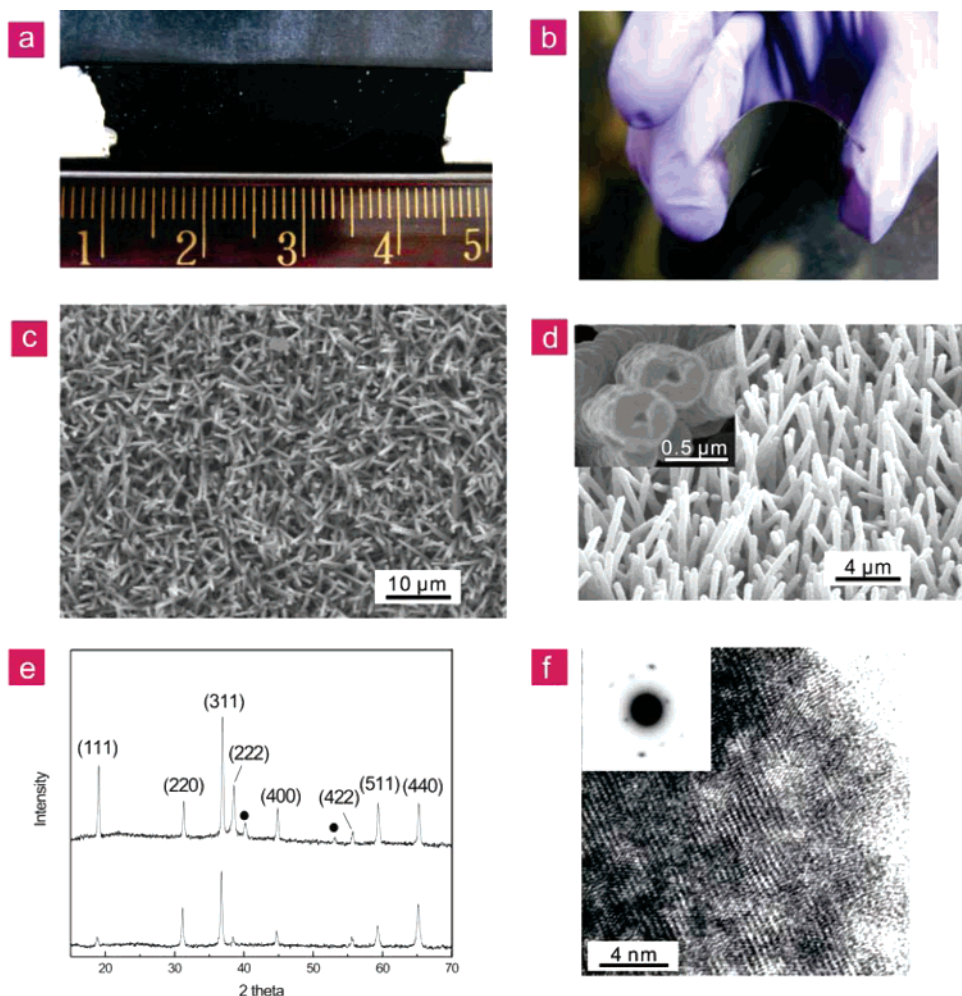 a
1 2 3 4 5
b
c
10 μm
d
0.5 μm
4 μm
e
Intensity
(111)
(220)
(311)
(222)
(400)
(422)
(511)
(440)
20 30 40 50 60 70
2 theta
f
4 nm